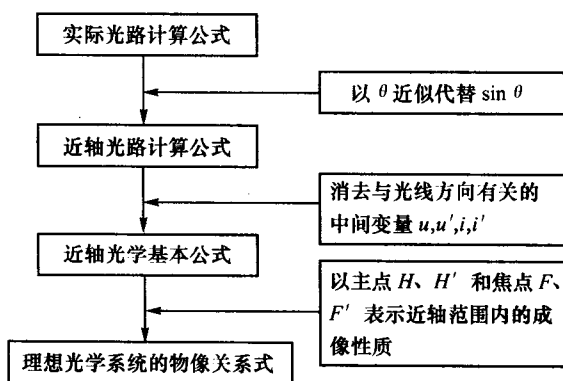 实际光路计算公式
以 θ 近似代替 sin θ
近轴光路计算公式
消去与光线方向有关的
中间变量 u,u′,i,i′
近轴光学基本公式
以主点 H、H′ 和焦点 F、
F′ 表示近轴范围内的成
像性质
理想光学系统的物像关系式